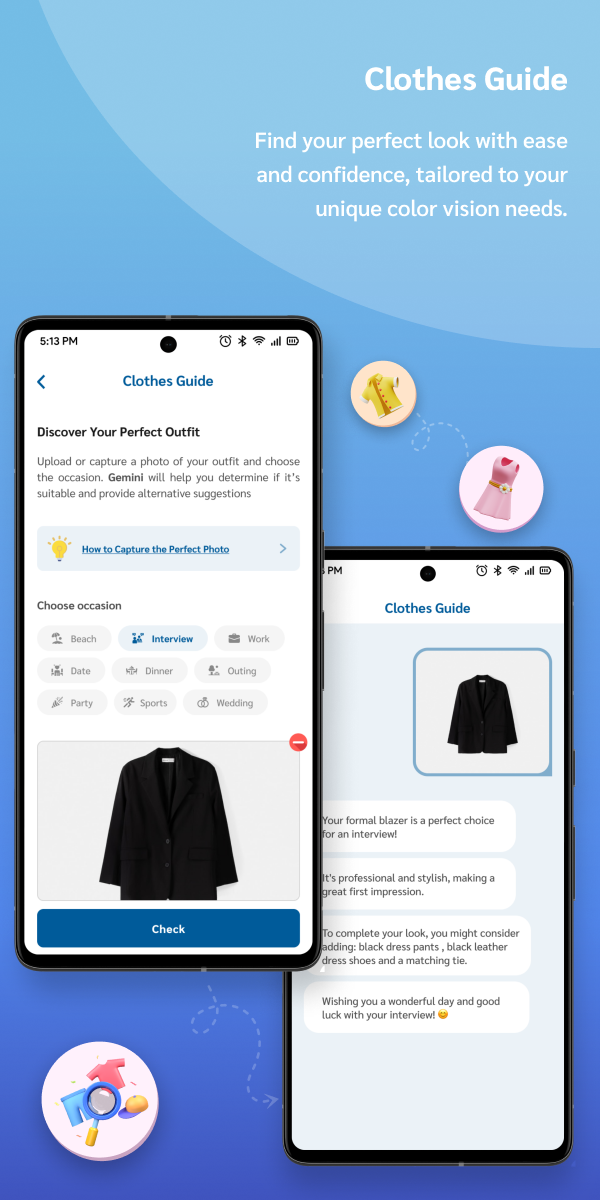 Clothes Guide
Find your perfect look with ease
and confidence, tailored to your
unique color vision needs.
5:13 PM
Clothes Guide
Discover Your Perfect Outfit
Upload or capture a photo of your outfit and choose
the occasion. Gemini will help you determine if it's
suitable and provide alternative suggestions
How to Capture the Perfect Photo
Choose occasion
Beach
Interview
Work
Date
Dinner
Outing
Party
Sports
Wedding
Check
PM
Clothes Guide
Your formal blazer is a perfect choice
for an interview!
It's professional and stylish, making a
great first impression.
To complete your look, you might consider
adding: black dress pants , black leather
dress shoes and a matching tie.
Wishing you a wonderful day and good
luck with your interview! 😊